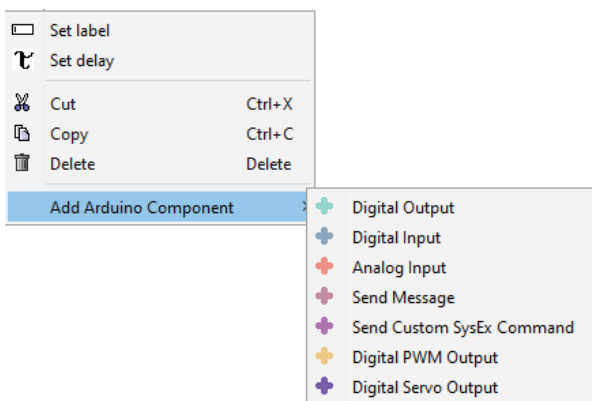 Set label
Set delay
Cut Ctrl+X
Copy Ctrl+C
Delete Delete
Add Arduino Component
Digital Output
Digital Input
Analog Input
Send Message
Send Custom SysEx Command
Digital PWM Output
Digital Servo Output